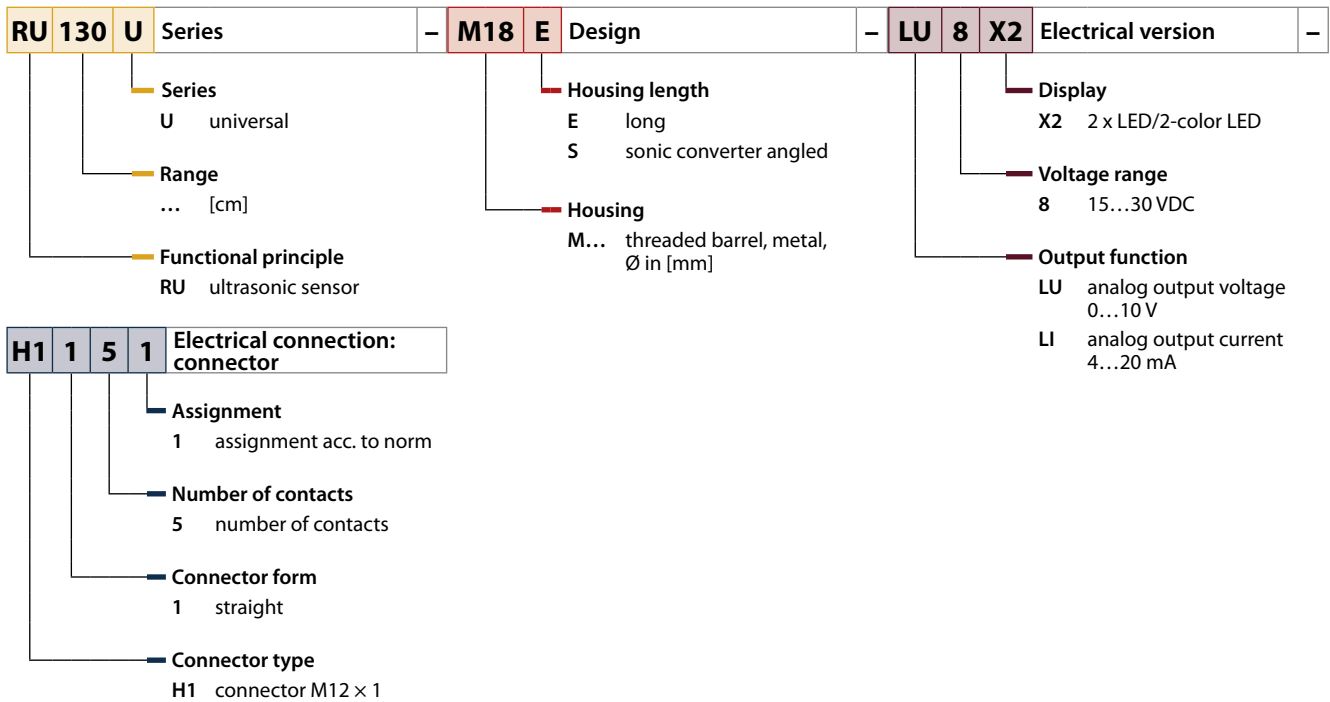 RU 130 U Series – M18 E Design – LU 8 X2 Electrical version –
Series
U universal
Range
… [cm]
Functional principle
RU ultrasonic sensor
Housing length
E long
S sonic converter angled
Housing
M… threaded barrel, metal,
Ø in [mm]
Display
X2 2 x LED/2-color LED
Voltage range
8 15…30 VDC
Output function
LU analog output voltage
0…10 V
LI analog output current
4…20 mA
H1 1 5 1 Electrical connection:
connector
Assignment
1 assignment acc. to norm
Number of contacts
5 number of contacts
Connector form
1 straight
Connector type
H1 connector M12 × 1